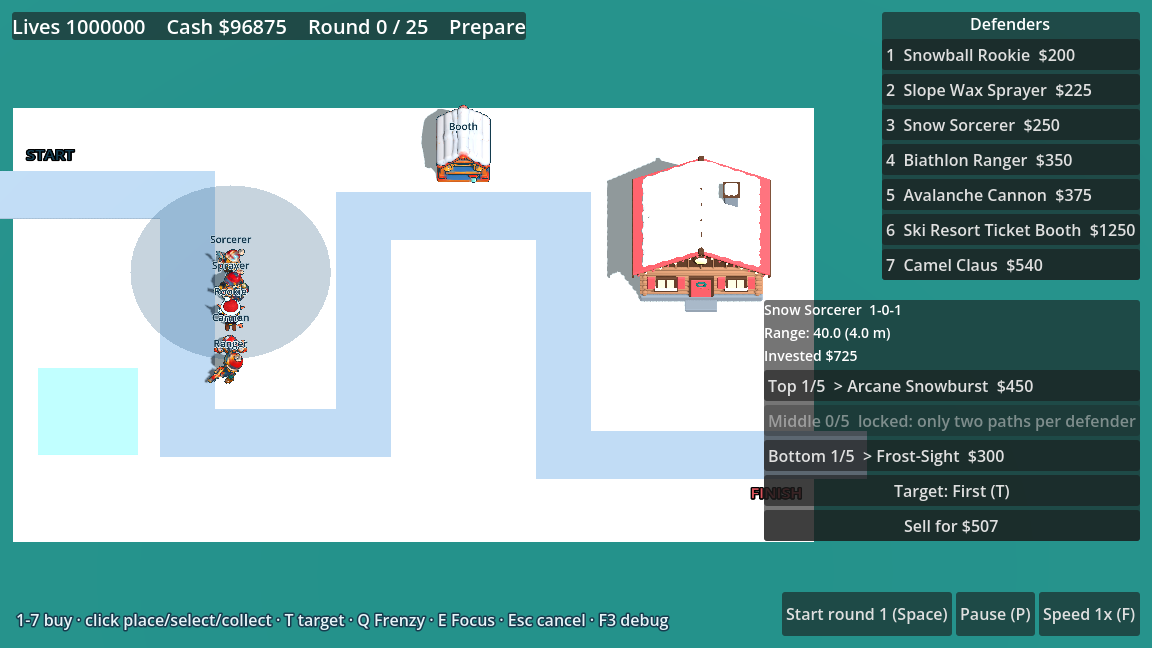 Lives 1000000 Cash $96875 Round 0 / 25 Prepare
Defenders
1 Snowball Rookie $200
2 Slope Wax Sprayer $225
3 Snow Sorcerer $250
4 Biathlon Ranger $350
5 Avalanche Cannon $375
6 Ski Resort Ticket Booth $1250
7 Camel Claus $540
Booth
START
Sorcerer
Sprayer
Rookie
Cannon
Ranger
Snow Sorcerer 1-0-1
Range: 40.0 (4.0 m)
Invested $725
Top 1/5 > Arcane Snowburst $450
Middle 0/5 locked: only two paths per defender
Bottom 1/5 > Frost-Sight $300
Target: First (T)
FINISH
Sell for $507
1-7 buy · click place/select/collect · T target · Q Frenzy · E Focus · Esc cancel · F3 debug
Start round 1 (Space)
Pause (P)
Speed 1x (F)